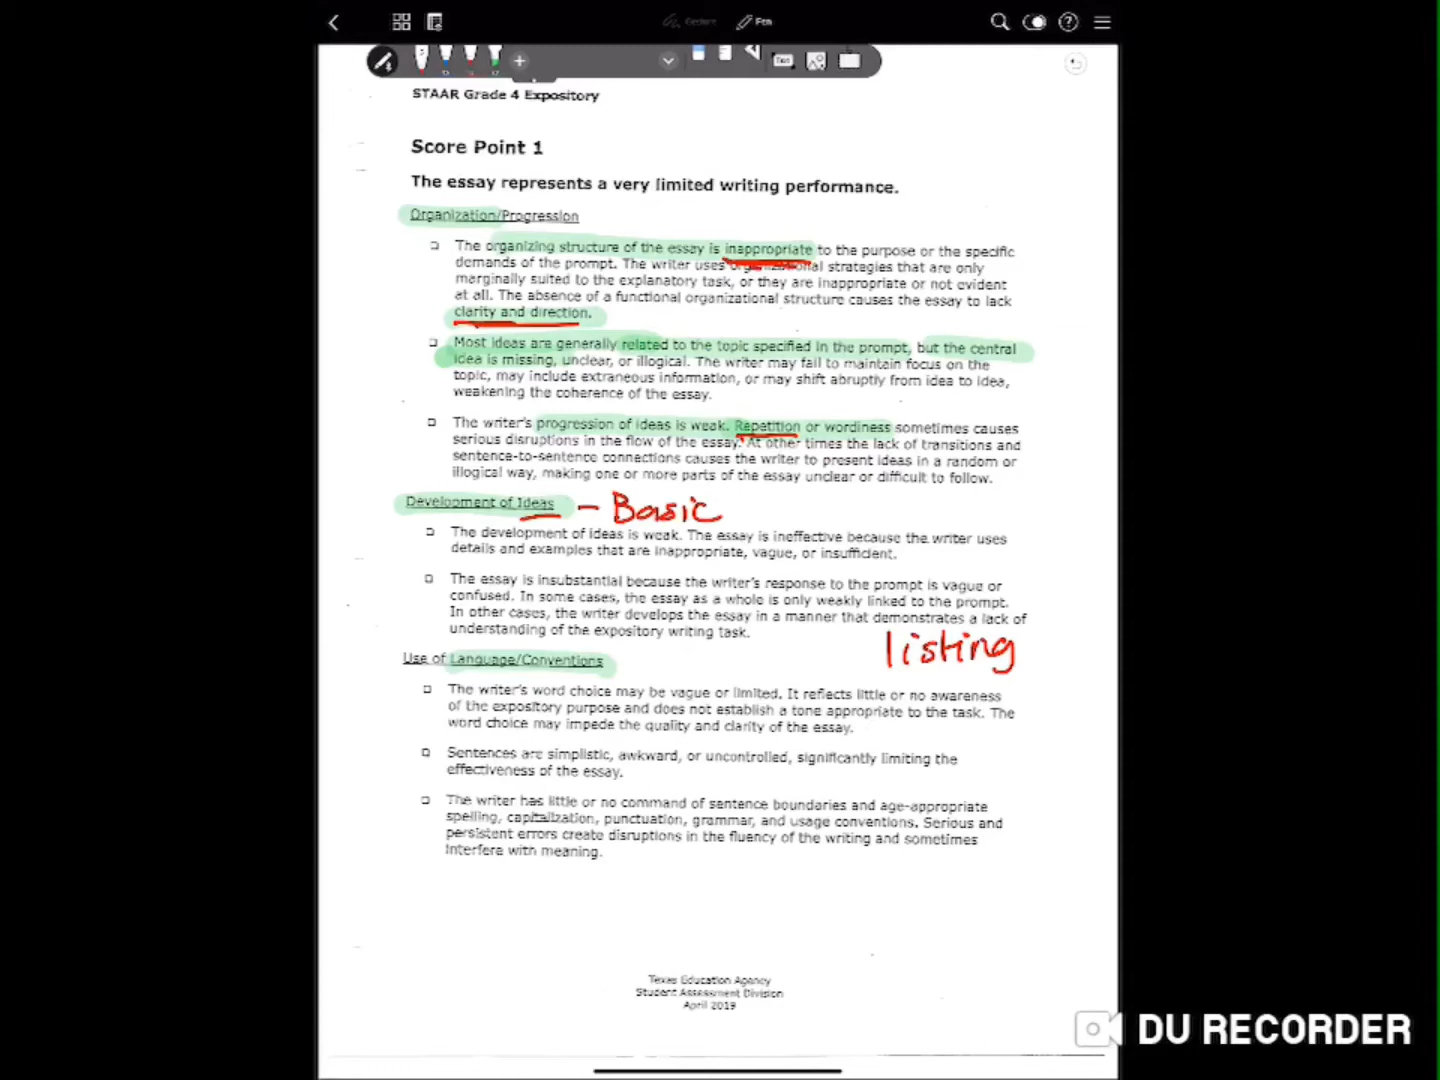 Pen
STAAR Grade 4 Expository
Score Point 1
The essay represents a very limited writing performance.
Organization/Progression
The organizing structure of the essay is inappropriate to the purpose or the specific
demands of the prompt. The writer uses organizational strategies that are only
marginally suited to the explanatory task, or they are inappropriate or not evident
at all. The absence of a functional organizational structure causes the essay to lack
clarity and direction.
Most ideas are generally related to the topic specified in the prompt, but the central
idea is missing, unclear, or illogical. The writer may fail to maintain focus on the
topic, may include extraneous information, or may shift abruptly from idea to idea,
weakening the coherence of the essay.
The writer's progression of ideas is weak. Repetition or wordiness sometimes causes
serious disruptions in the flow of the essay. At other times the lack of transitions and
sentence-to-sentence connections causes the writer to present ideas in a random or
illogical way, making one or more parts of the essay unclear or difficult to follow.
Development of Ideas - Basic
The development of ideas is weak. The essay is ineffective because the writer uses
details and examples that are inappropriate, vague, or insufficient.
The essay is insubstantial because the writer's response to the prompt is vague or
confused. In some cases, the essay as a whole is only weakly linked to the prompt.
In other cases, the writer develops the essay in a manner that demonstrates a lack of
understanding of the expository writing task.
listing
Use of Language/Conventions
The writer's word choice may be vague or limited. It reflects little or no awareness
of the expository purpose and does not establish a tone appropriate to the task. The
word choice may impede the quality and clarity of the essay.
Sentences are simplistic, awkward, or uncontrolled, significantly limiting the
effectiveness of the essay.
The writer has little or no command of sentence boundaries and age-appropriate
spelling, capitalization, punctuation, grammar, and usage conventions. Serious and
persistent errors create disruptions in the fluency of the writing and sometimes
interfere with meaning.
Texas Education Agency
Student Assessment Division
April 2019
DU RECORDER